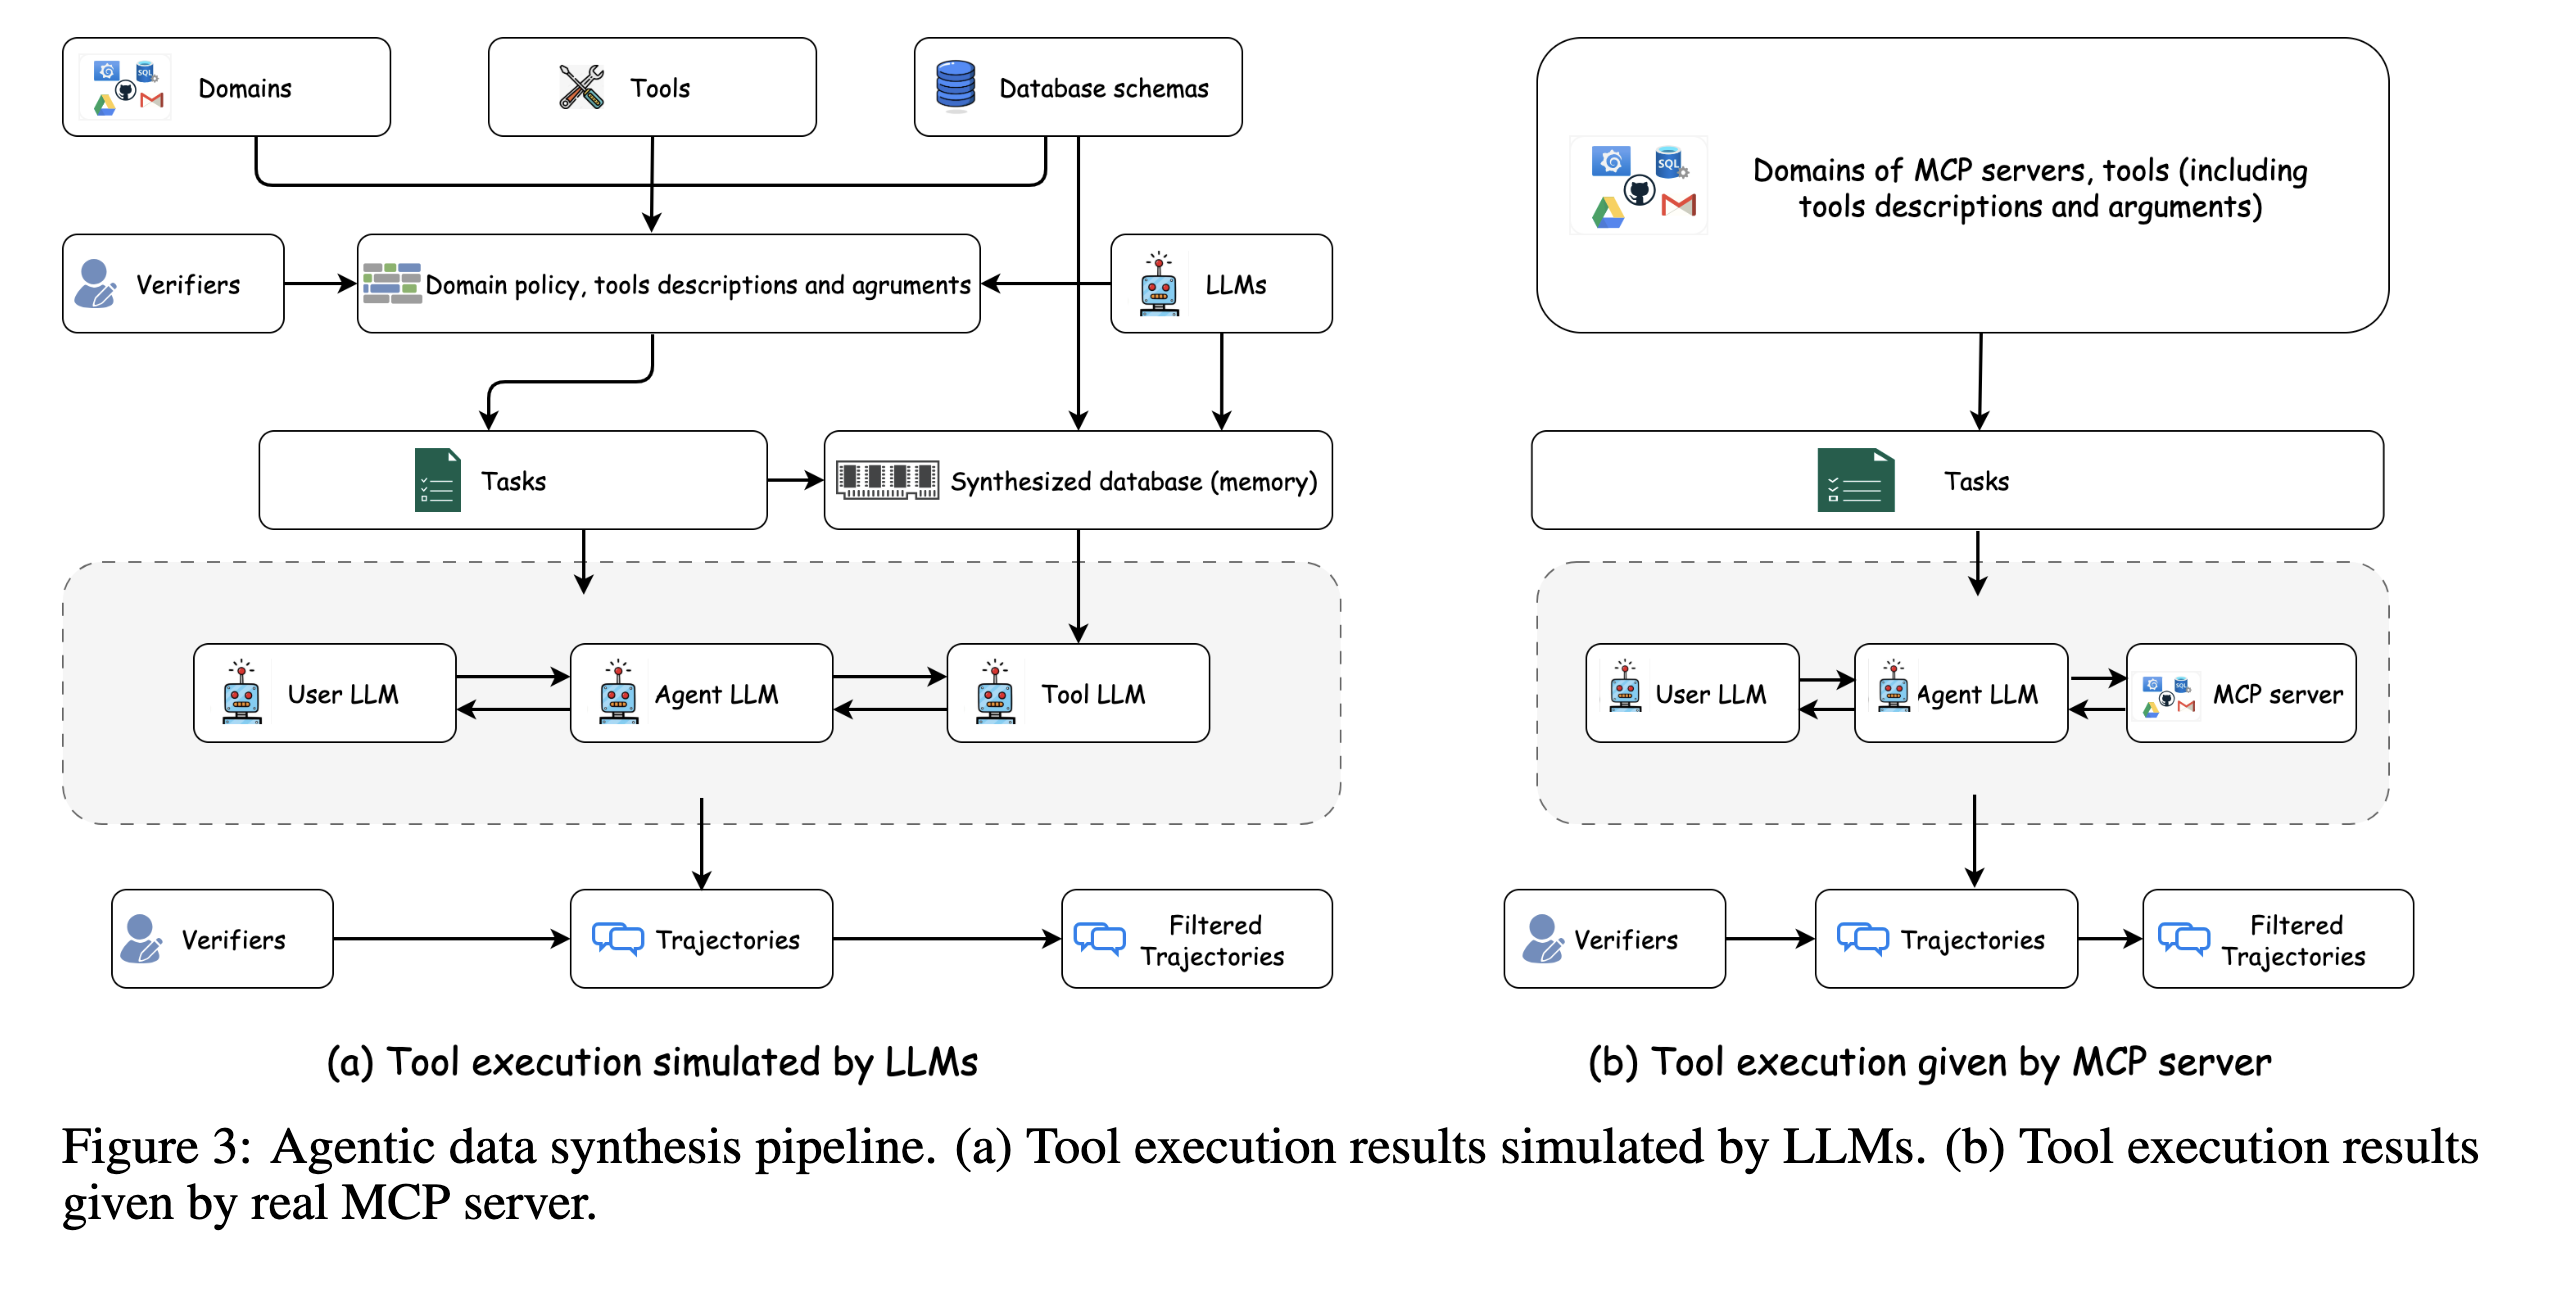 Domains
Tools
Database schemas
Verifiers
Domain policy, tools descriptions and agruments
LLMs
Tasks
Synthesized database (memory)
User LLM
Agent LLM
Tool LLM
Verifiers
Trajectories
Filtered
Trajectories
(a) Tool execution simulated by LLMs
SQL
Domains of MCP servers, tools (including
tools descriptions and arguments)
Tasks
User LLM
Agent LLM
MCP server
Verifiers
Trajectories
Filtered
Trajectories
(b) Tool execution given by MCP server
Figure 3: Agentic data synthesis pipeline. (a) Tool execution results simulated by LLMs. (b) Tool execution results
given by real MCP server.